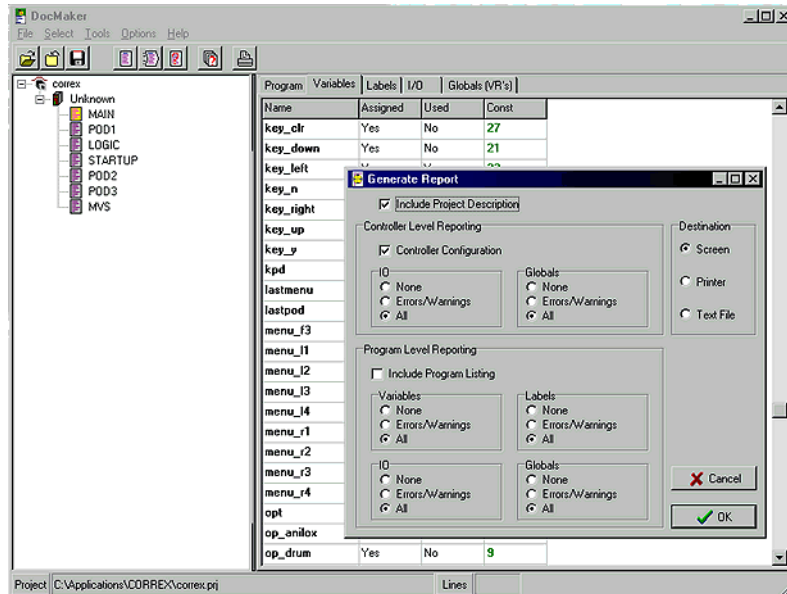 DocMaker
File Select Tools Options Help
correx
Unknown
MAIN
POD1
LOGIC
STARTUP
POD2
POD3
MVS
Program Variables Labels I/O Globals (VR's)
Name Assigned Used Const
key_clr Yes No 27
key_down Yes No 21
key_left
key_n
key_right
key_up
key_y
kpd
lastmenu
lastpod
menu_f3
menu_l1
menu_l2
menu_l3
menu_l4
menu_r1
menu_r2
menu_r3
menu_r4
opt
op_anilox
op_drum Yes No 9
Generate Report
Include Project Description
Controller Level Reporting
Controller Configuration
IO
None
Errors/Warnings
All
Globals
None
Errors/Warnings
All
Destination
Screen
Printer
Text File
Program Level Reporting
Include Program Listing
Variables
None
Errors/Warnings
All
Labels
None
Errors/Warnings
All
IO
None
Errors/Warnings
All
Globals
None
Errors/Warnings
All
Cancel
OK
Project C:\Applications\CORREX\correx.prj Lines